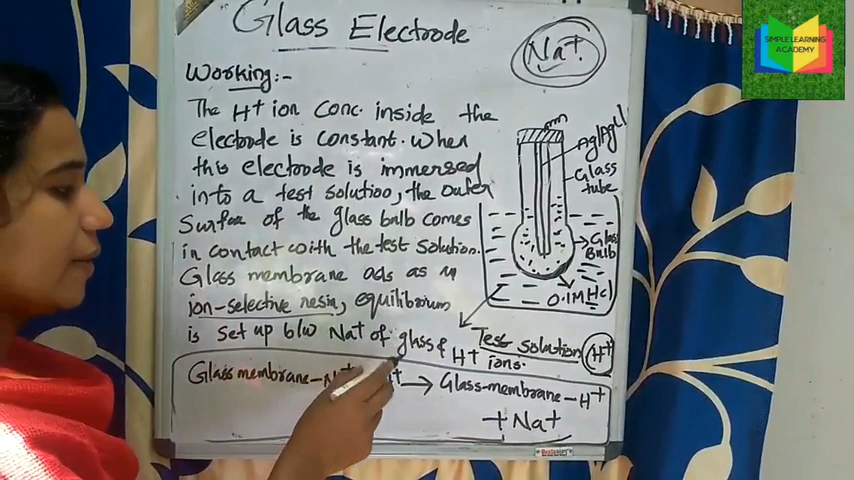 Glass Electrode
Na+
Working:-
The H+ ion conc. inside the
electrode is constant. When
this electrode is immersed
into a test solution, the outer
surface of the glass bulb comes
in contact with the test solution.
Glass membrane acts as an
ion-selective resin, equilibrium
is set up b/w Na+ of glass & H+ ions.
Glass membrane-
→ Glass-membrane-H+
+Na+
Ag/AgCl
Glass
tube
Glass
Bulb
0.1M HCl
Test solution
H+
SIMPLE LEARNING
ACADEMY